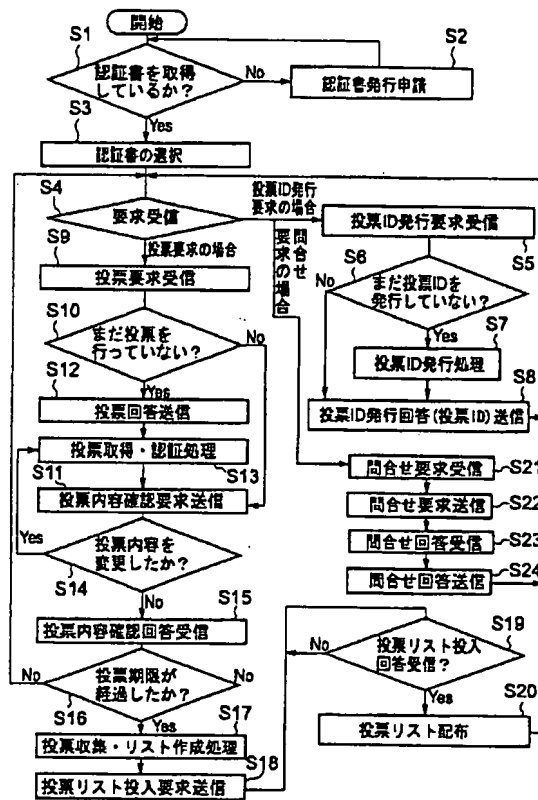 開始
S1
認証書を取得
しているか?
No
S2
認証書発行申請
Yes
S3
認証書の選択
S4
要求受信
投票ID発行
要求の場合
投票ID発行要求受信
S5
投票要求の場合
問合せ
要求の場合
S9
投票要求受信
S6
まだ投票IDを
発行していない?
No
Yes
S7
投票ID発行処理
S8
投票ID発行回答(投票ID)送信
S10
まだ投票を
行っていない?
No
Yes
S12
投票回答送信
投票取得・認証処理
S13
S11
投票内容確認要求送信
問合せ要求受信
S21
問合せ要求送信
S22
問合せ回答受信
S23
問合せ回答送信
S24
Yes
投票内容を
変更したか?
S14
No
S15
投票内容確認回答受信
No
投票期限が
経過したか?
No
S16
Yes
S17
投票収集・リスト作成処理
S18
投票リスト投入要求送信
S19
No
投票リスト投入
回答受信?
Yes
S20
投票リスト配布